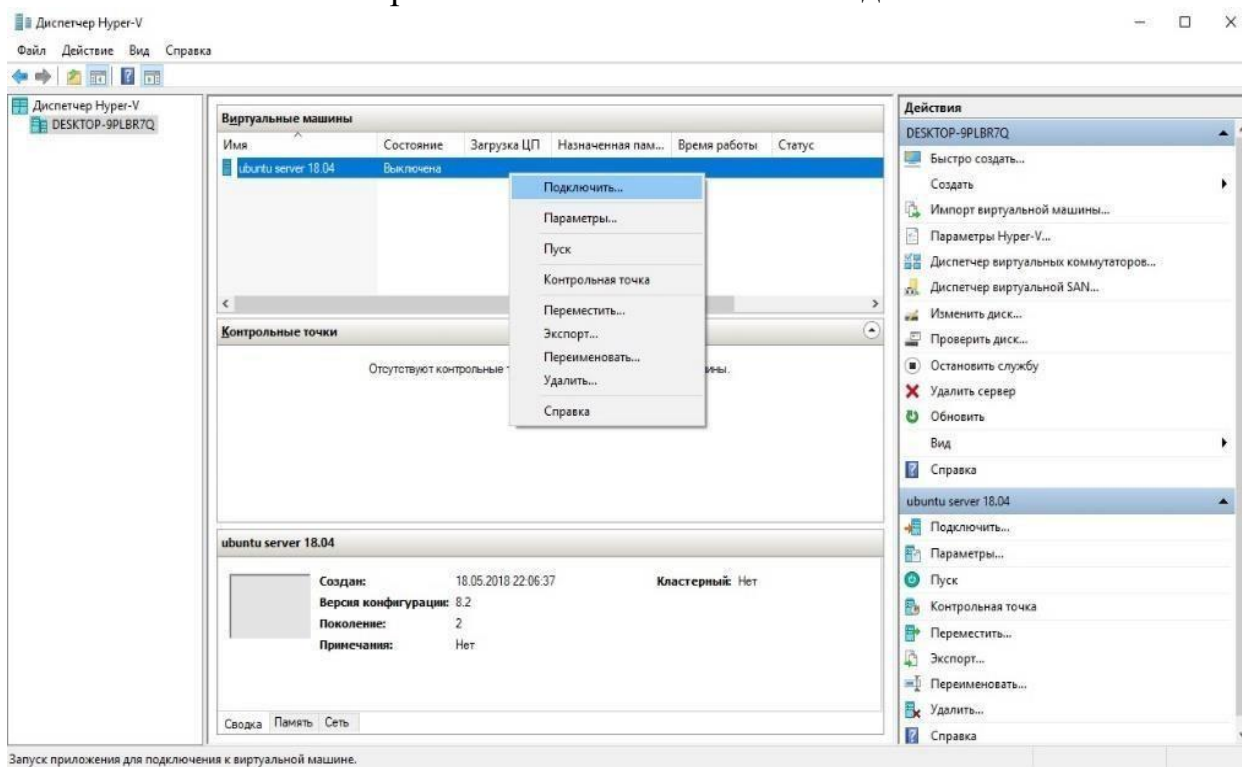 Диспетчер Hyper-V
Файл Действие Вид Справка
Диспетчер Hyper-V
DESKTOP-9PLBR7Q
Виртуальные машины
Имя Состояние Загрузка ЦП Назначенная пам... Время работы Статус
ubuntu server 18.04 Выключена
Подключить...
Параметры...
Пуск
Контрольная точка
Переместить...
Экспорт...
Переименовать...
Удалить...
Справка
Контрольные точки
Отсутствуют контрольные
Создан: 18.05.2018 22:06:37 Кластерный: Нет
ubuntu server 18.04
Версия конфигурации: 8.2
Поколение: 2
Примечания: Нет
Сводка Память Сеть
Действия
DESKTOP-9PLBR7Q
Быстро создать...
Создать
Импорт виртуальной машины...
Параметры Hyper-V...
Диспетчер виртуальных коммутаторов...
Диспетчер виртуальной SAN...
Изменить диск...
Проверить диск...
Остановить службу
Удалить сервер
Обновить
Вид
Справка
ubuntu server 18.04
Подключить...
Параметры...
Пуск
Контрольная точка
Переместить...
Экспорт...
Переименовать...
Удалить...
Справка
Запуск приложения для подключения к виртуальной машине.